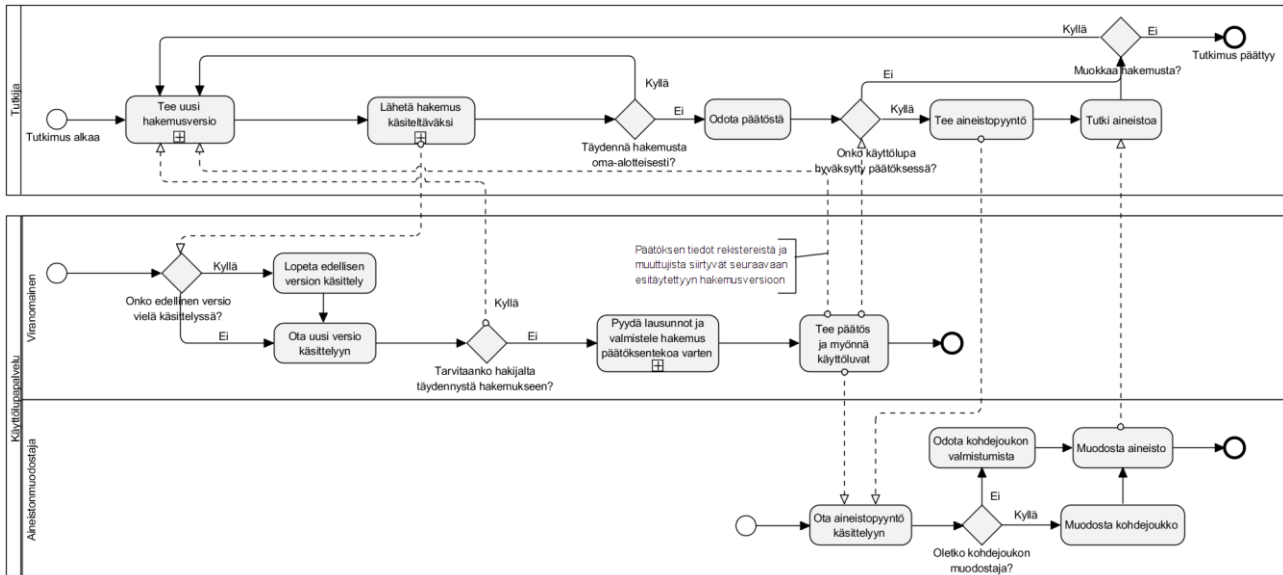 Tutkija
Kyllä
Ei
Tutkimus päättyy
Muokkaa hakemusta?
Tutkimus alkaa
Tee uusi
hakemusversio
Lähetä hakemus
käsiteltäväksi
Kyllä
Ei
Täydennä hakemusta
oma-alotteisesti?
Odota päätöstä
Ei
Kyllä
Onko käyttölupa
hyväksytty päätöksessä?
Tee aineistopyyntö
Tutki aineistoa
Käyttölupapalvelu
Viranomainen
Kyllä
Ei
Onko edellinen versio
vielä käsittelyssä?
Lopeta edellisen
version käsittely
Ota uusi versio
käsittelyyn
Kyllä
Ei
Tarvitaanko hakijalta
täydennystä hakemukseen?
Pyydä lausunnot ja
valmistele hakemus
päätöksentekoa varten
Päätöksen tiedot rekistereistä ja
muuttujista siirtyvät seuraavaan
esitäytettyyn hakemusversioon
Tee päätös
ja myönnä
käyttöluvat
Aineistonmuodostaja
Ota aineistopyyntö
käsittelyyn
Ei
Kyllä
Oletko kohdejoukon
muodostaja?
Odota kohdejoukon
valmistumista
Muodosta aineisto
Muodosta kohdejoukko